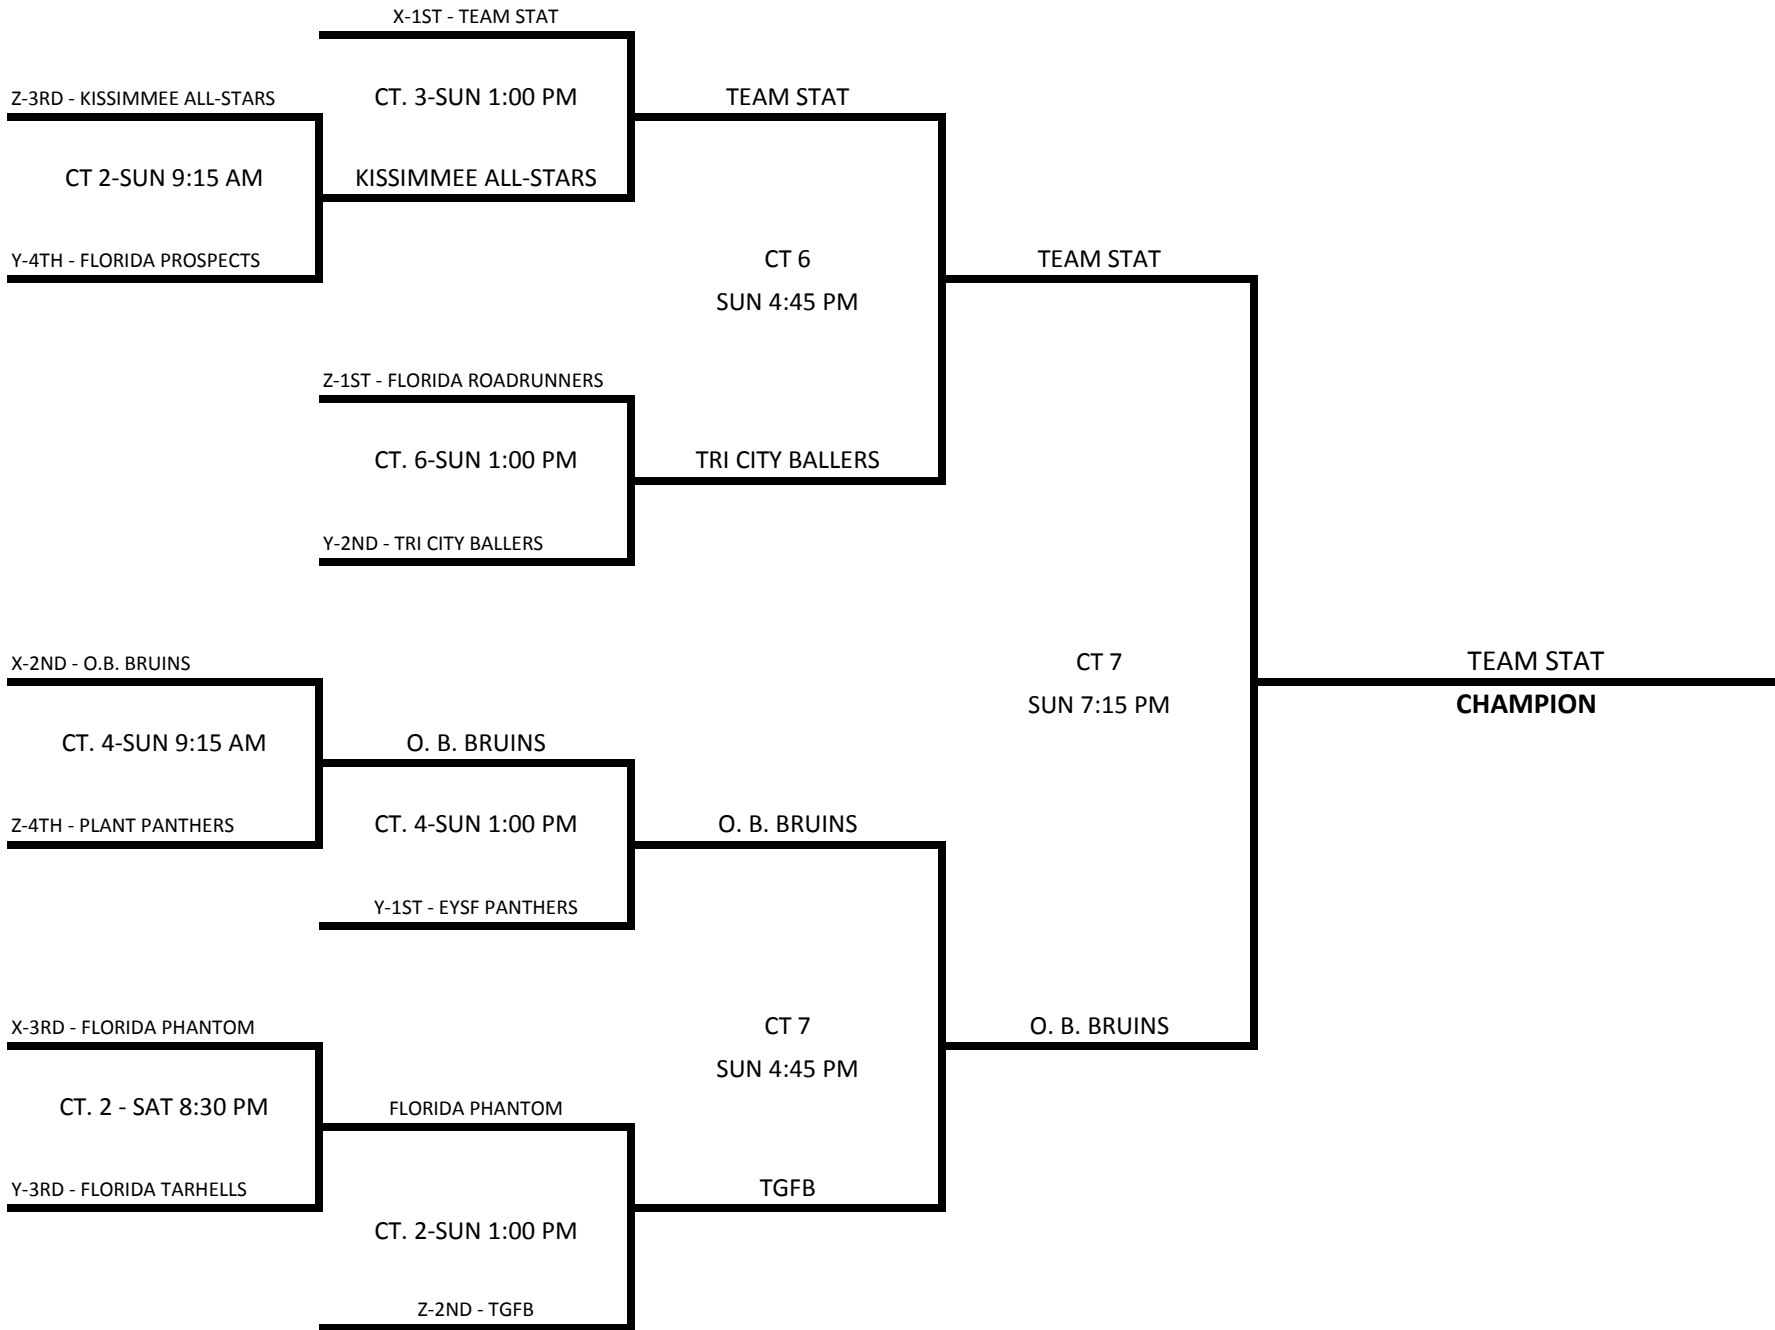 X-1ST - TEAM STAT
Z-3RD - KISSIMMEE ALL-STARS
CT. 3-SUN 1:00 PM
TEAM STAT
CT 2-SUN 9:15 AM
KISSIMMEE ALL-STARS
Y-4TH - FLORIDA PROSPECTS
CT 6
SUN 4:45 PM
TEAM STAT
Z-1ST - FLORIDA ROADRUNNERS
CT. 6-SUN 1:00 PM
TRI CITY BALLERS
Y-2ND - TRI CITY BALLERS
X-2ND - O.B. BRUINS
CT 7
SUN 7:15 PM
TEAM STAT
CHAMPION
CT. 4-SUN 9:15 AM
O. B. BRUINS
Z-4TH - PLANT PANTHERS
CT. 4-SUN 1:00 PM
O. B. BRUINS
Y-1ST - EYSF PANTHERS
X-3RD - FLORIDA PHANTOM
CT 7
SUN 4:45 PM
O. B. BRUINS
CT. 2 - SAT 8:30 PM
FLORIDA PHANTOM
Y-3RD - FLORIDA TARHELLS
TGFB
CT. 2-SUN 1:00 PM
Z-2ND - TGFB